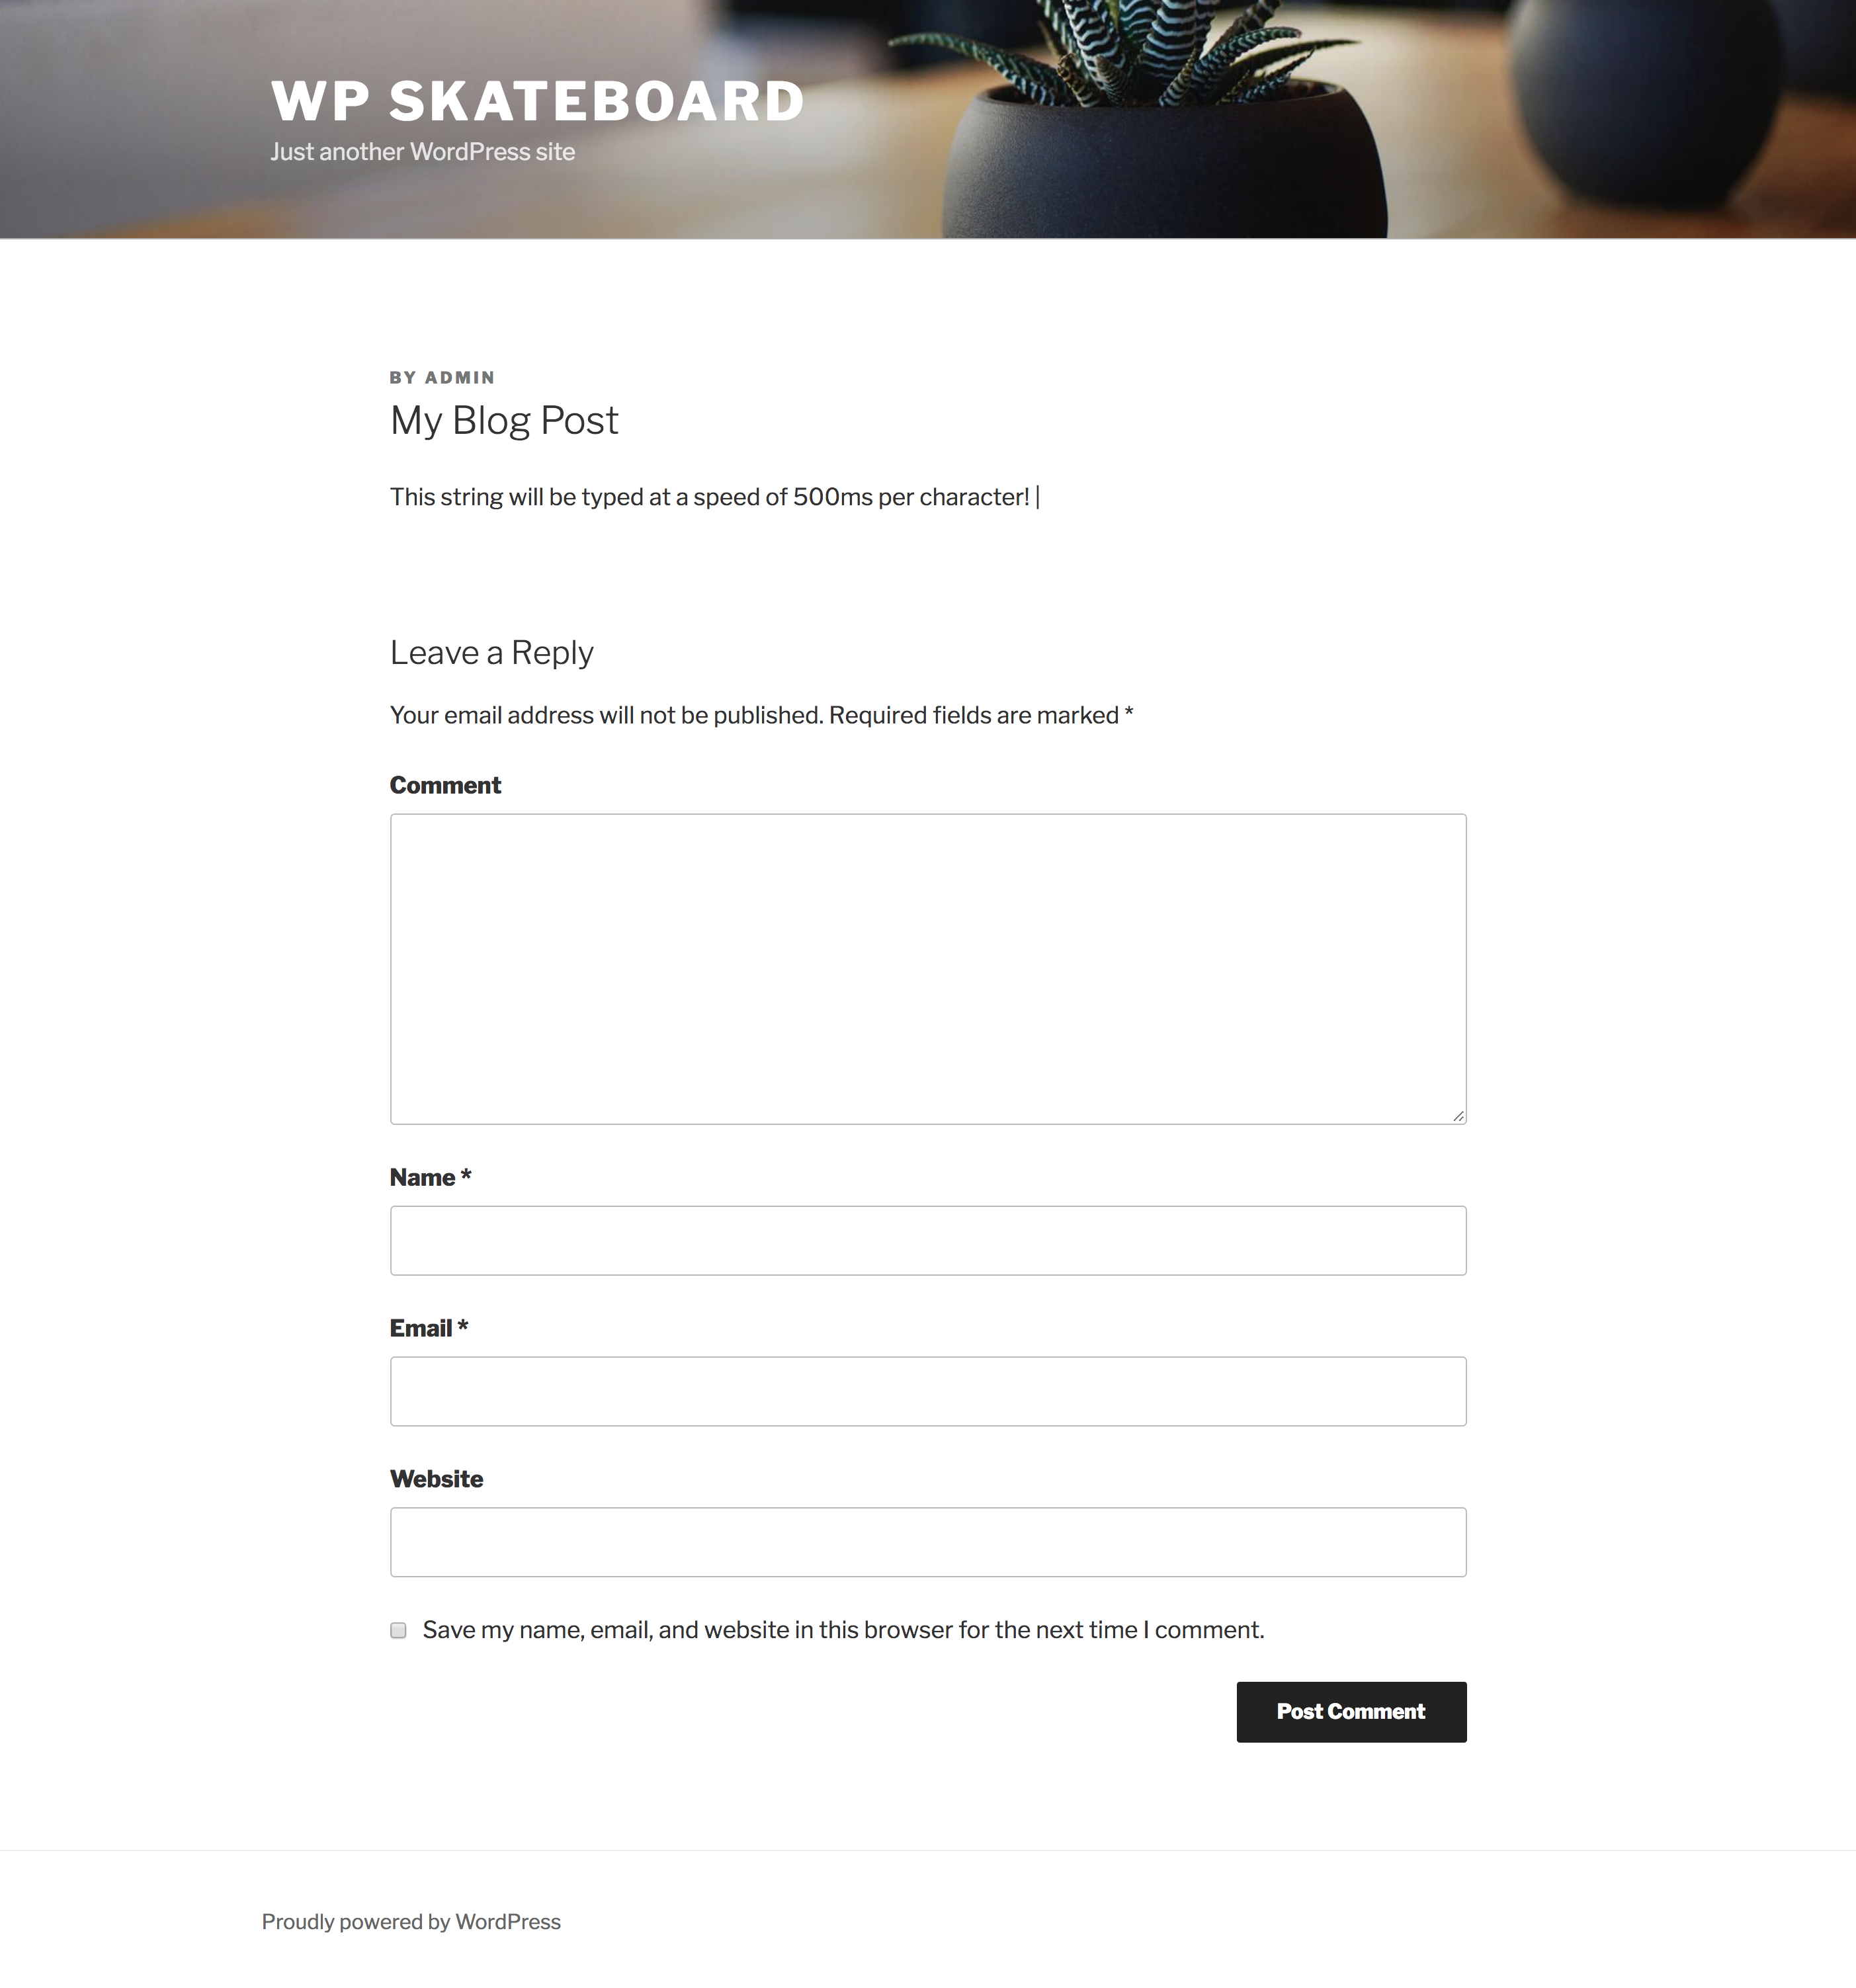 WP SKATEBOARD
Just another WordPress site
BY ADMIN
My Blog Post
This string will be typed at a speed of 500ms per character! |
Leave a Reply
Your email address will not be published. Required fields are marked *
Comment
Name *
Email *
Website
Save my name, email, and website in this browser for the next time I comment.
Post Comment
Proudly powered by WordPress